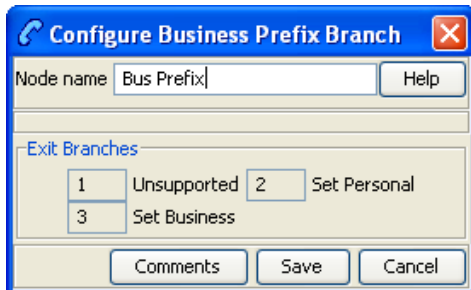 Configure Business Prefix Branch
Node name Bus Prefix Help
Exit Branches
1 Unsupported 2 Set Personal
3 Set Business
Comments Save Cancel